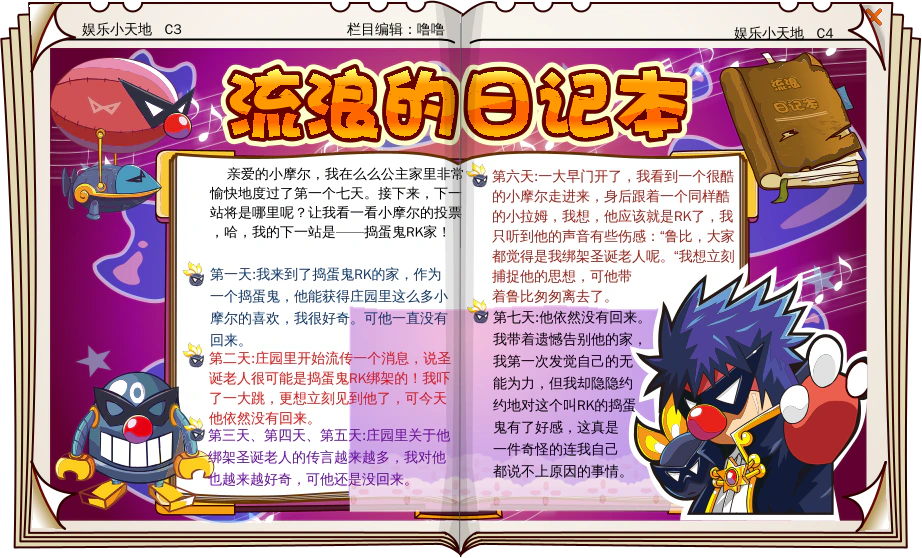 娱乐小天地 C3
栏目编辑：噜噜
娱乐小天地 C4
流浪的日记本
流浪
日记本
亲爱的小摩尔，我在么么公主家里非常
愉快地度过了第一个七天。接下来，下一
站将是哪里呢？让我看一看小摩尔的投票
，哈，我的下一站是——捣蛋鬼RK家！
第一天:我来到了捣蛋鬼RK的家，作为
一个捣蛋鬼，他能获得庄园里这么多小
摩尔的喜欢，我很好奇。可他一直没有
回来。
第二天:庄园里开始流传一个消息，说圣
诞老人很可能是捣蛋鬼RK绑架的！我吓
了一大跳，更想立刻见到他了，可今天
他依然没有回来。
第三天、第四天、第五天:庄园里关于他
绑架圣诞老人的传言越来越多，我对他
也越来越好奇，可他还是没回来。
第六天:一大早门开了，我看到一个很酷
的小摩尔走进来，身后跟着一个同样酷
的小拉姆，我想，他应该就是RK了，我
只听到他的声音有些伤感：“鲁比，大家
都觉得是我绑架圣诞老人呢。“我想立刻
捕捉他的思想，可他带
着鲁比匆匆离去了。
第七天:他依然没有回来。
我带着遗憾告别他的家，
我第一次发觉自己的无
能为力，但我却隐隐约
约地对这个叫RK的捣蛋
鬼有了好感，这真是
一件奇怪的连我自己
都说不上原因的事情。